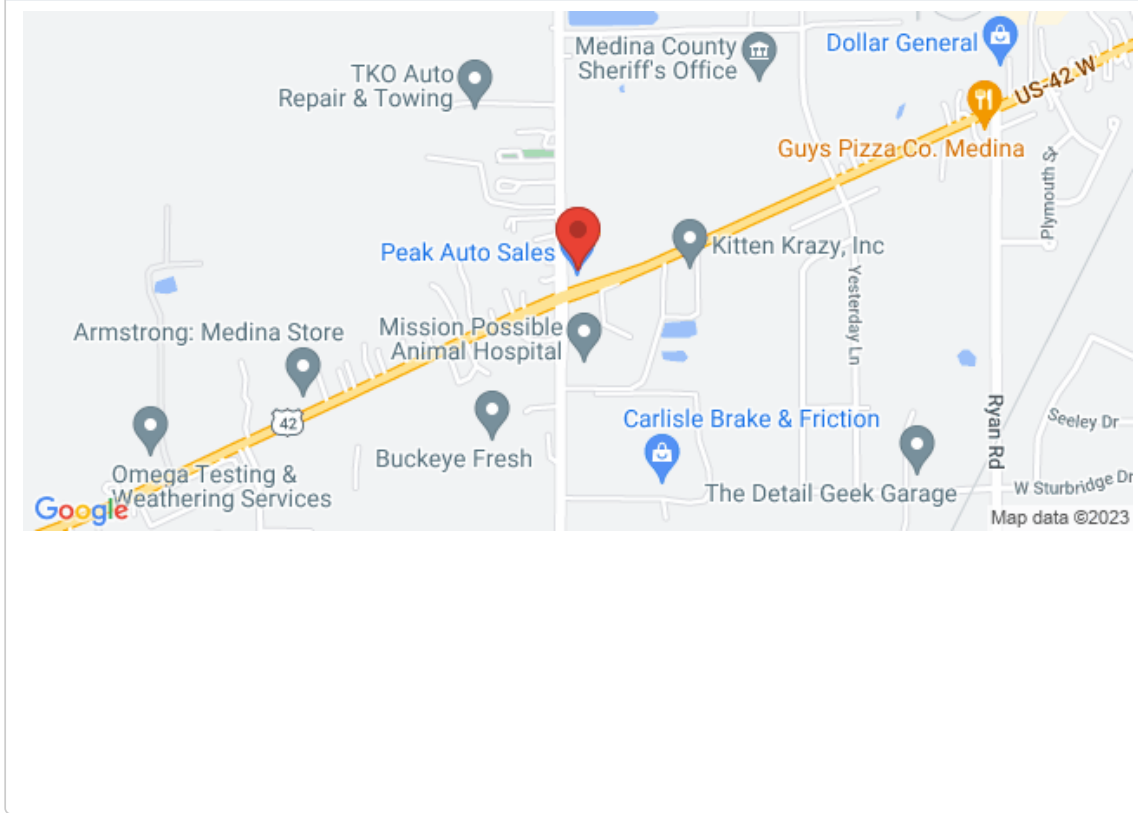 Medina County
Sheriff's Office
Dollar General
TKO Auto
Repair & Towing
US-42 W
Guys Pizza Co. Medina
Plymouth St
Peak Auto Sales
Kitten Krazy, Inc
Yesterday Ln
Armstrong: Medina Store
Mission Possible
Animal Hospital
42
Carlisle Brake & Friction
Ryan Rd
Seeley Dr
Buckeye Fresh
Omega Testing &
Weathering Services
The Detail Geek Garage
W Sturbridge Dr
Google
Map data ©2023